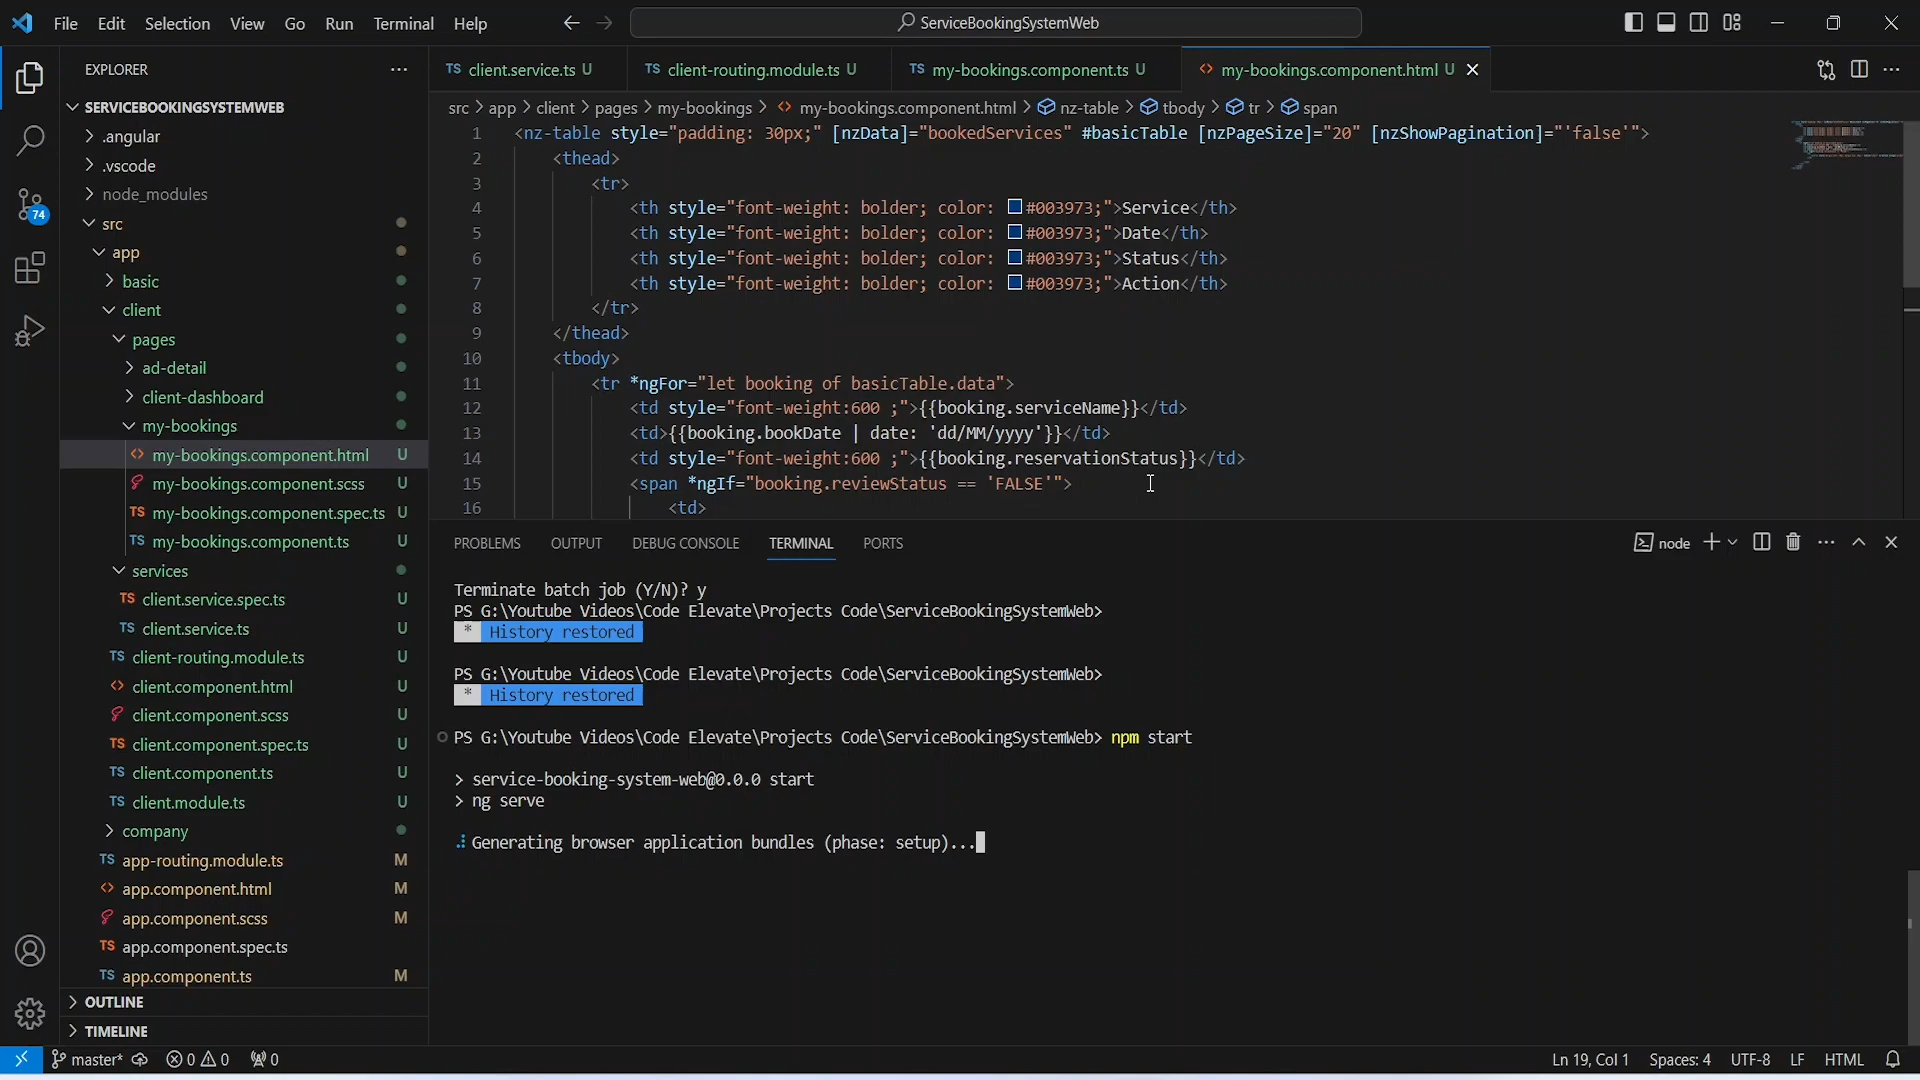 File Edit Selection View Go Run Terminal Help
ServiceBookingSystemWeb
EXPLORER
SERVICEBOOKINGSYSTEMWEB
.angular
.vscode
node_modules
src
app
basic
client
pages
ad-detail
client-dashboard
my-bookings
my-bookings.component.html U
my-bookings.component.scss U
my-bookings.component.spec.ts U
my-bookings.component.ts U
services
TS client.service.spec.ts U
TS client.service.ts U
TS client-routing.module.ts U
client.component.html U
client.component.scss U
TS client.component.spec.ts U
TS client.component.ts U
TS client.module.ts U
company
TS app-routing.module.ts M
app.component.html M
app.component.scss M
TS app.component.spec.ts
TS app.component.ts M
OUTLINE
TIMELINE
74
TS client.service.ts U
TS client-routing.module.ts U
TS my-bookings.component.ts U
<> my-bookings.component.html U
src > app > client > pages > my-bookings > <> my-bookings.component.html > nz-table > tbody > tr > span
1 <nz-table style="padding: 30px;" [nzData]="bookedServices" #basicTable [nzPageSize]="20" [nzShowPagination]="'false'">
2 <thead>
3 <tr>
4 <th style="font-weight: bolder; color: #003973;">Service</th>
5 <th style="font-weight: bolder; color: #003973;">Date</th>
6 <th style="font-weight: bolder; color: #003973;">Status</th>
7 <th style="font-weight: bolder; color: #003973;">Action</th>
8 </tr>
9 </thead>
10 <tbody>
11 <tr *ngFor="let booking of basicTable.data">
12 <td style="font-weight:600 ;">{{booking.serviceName}}</td>
13 <td>{{booking.bookDate | date: 'dd/MM/yyyy'}}</td>
14 <td style="font-weight:600 ;">{{booking.reservationStatus}}</td>
15 <span *ngIf="booking.reviewStatus == 'FALSE'">
16 <td>
PROBLEMS OUTPUT DEBUG CONSOLE TERMINAL PORTS
node
Terminate batch job (Y/N)? y
PS G:\Youtube Videos\Code Elevate\Projects Code\ServiceBookingSystemWeb>
* History restored
PS G:\Youtube Videos\Code Elevate\Projects Code\ServiceBookingSystemWeb>
* History restored
PS G:\Youtube Videos\Code Elevate\Projects Code\ServiceBookingSystemWeb> npm start
> service-booking-system-web@0.0.0 start
> ng serve
Generating browser application bundles (phase: setup)...
master* 0 0 0
Ln 19, Col 1 Spaces: 4 UTF-8 LF HTML